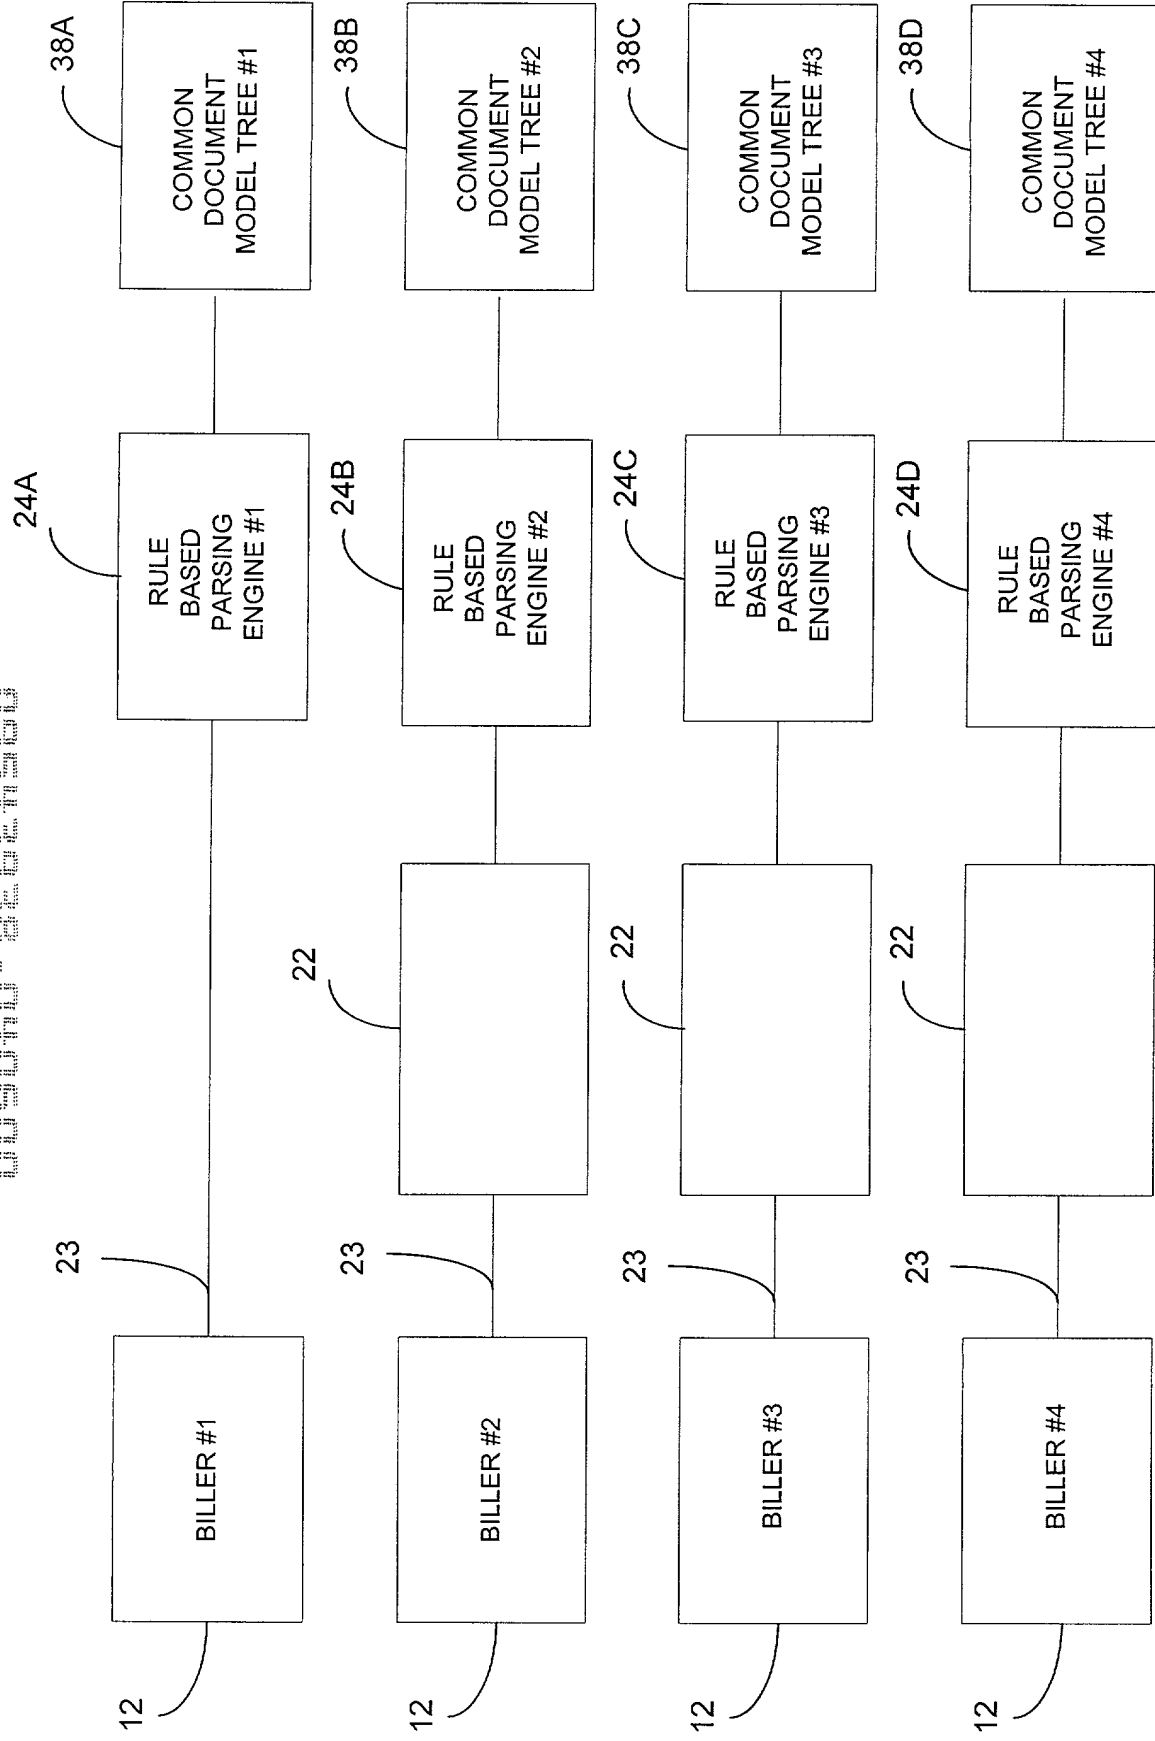 12
BILLER #1
23
24A
RULE
BASED
PARSING
ENGINE #1
38A
COMMON
DOCUMENT
MODEL TREE #1
12
BILLER #2
23
22
24B
RULE
BASED
PARSING
ENGINE #2
38B
COMMON
DOCUMENT
MODEL TREE #2
12
BILLER #3
23
22
24C
RULE
BASED
PARSING
ENGINE #3
38C
COMMON
DOCUMENT
MODEL TREE #3
12
BILLER #4
23
22
24D
RULE
BASED
PARSING
ENGINE #4
38D
COMMON
DOCUMENT
MODEL TREE #4